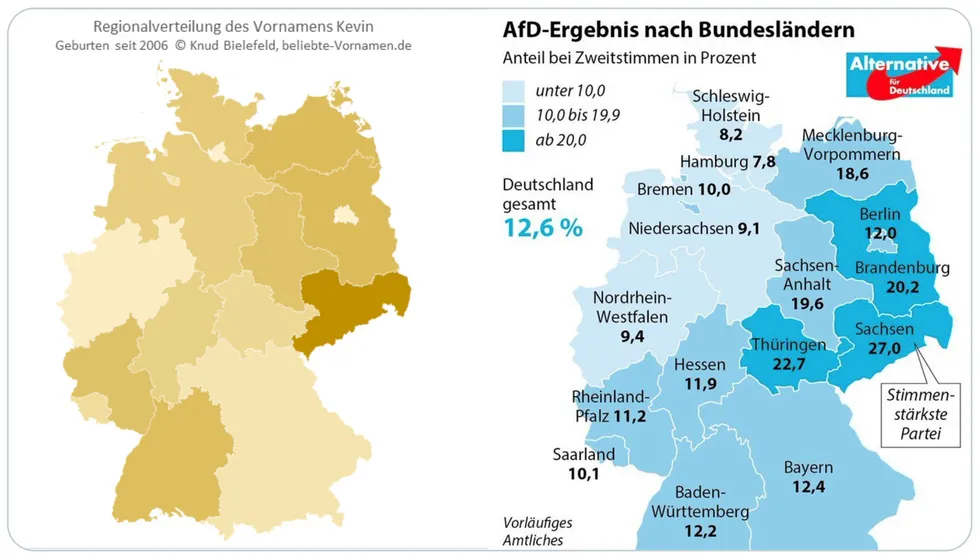 Regionalverteilung des Vornamens Kevin
Geburten seit 2006 © Knud Bielefeld, beliebte-Vornamen.de
AfD-Ergebnis nach Bundesländern
Anteil bei Zweitstimmen in Prozent
unter 10,0
10,0 bis 19,9
ab 20,0
Alternative
für
Deutschland
Deutschland
gesamt
12,6 %
Schleswig-
Holstein
8,2
Hamburg 7,8
Mecklenburg-
Vorpommern
18,6
Bremen 10,0
Niedersachsen 9,1
Berlin
12,0
Brandenburg
20,2
Sachsen-
Anhalt
19,6
Nordrhein-
Westfalen
9,4
Sachsen
27,0
Thüringen
22,7
Hessen
11,9
Stimmen-
stärkste
Partei
Rheinland-
Pfalz 11,2
Saarland
10,1
Bayern
12,4
Baden-
Württemberg
12,2
Vorläufiges
Amtliches